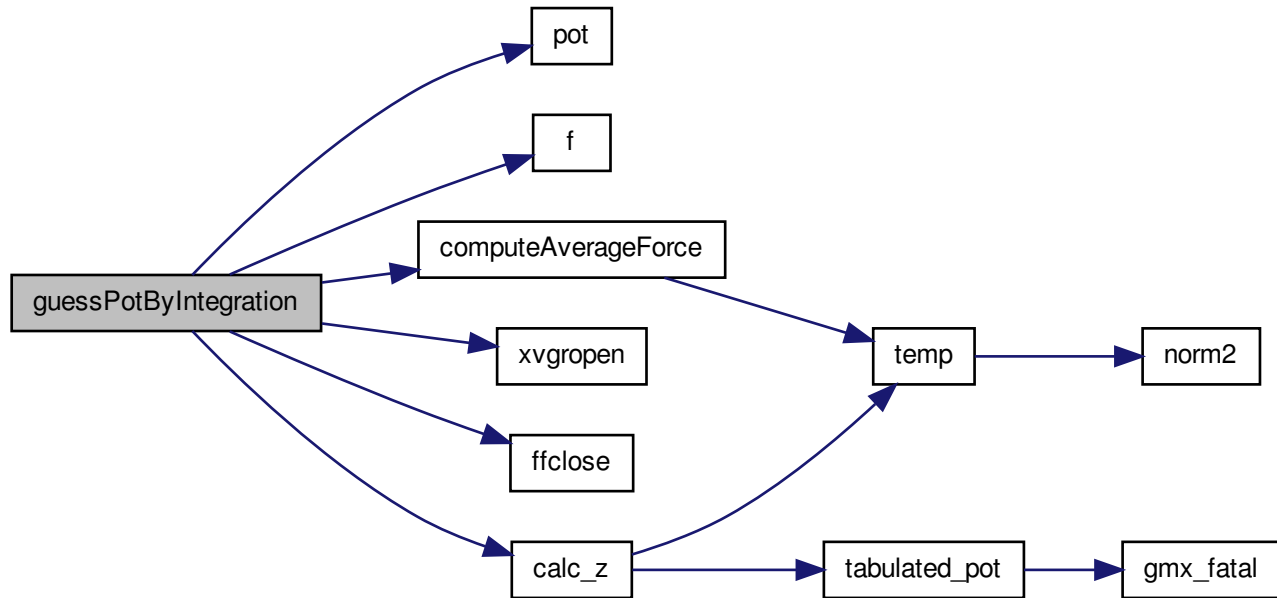 pot
f
computeAverageForce
guessPotByIntegration
xvgropen
temp
norm2
ffclose
calc_z
tabulated_pot
gmx_fatal